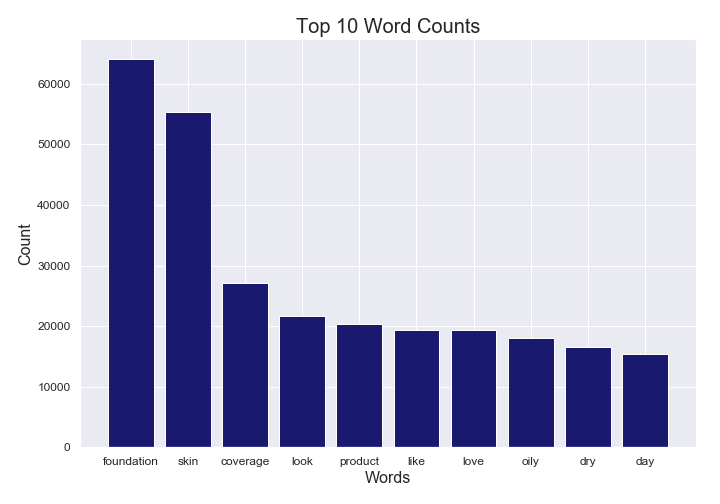 Top 10 Word Counts
Count
60000
50000
40000
30000
20000
10000
0
foundation skin coverage look product like love oily dry day
Words